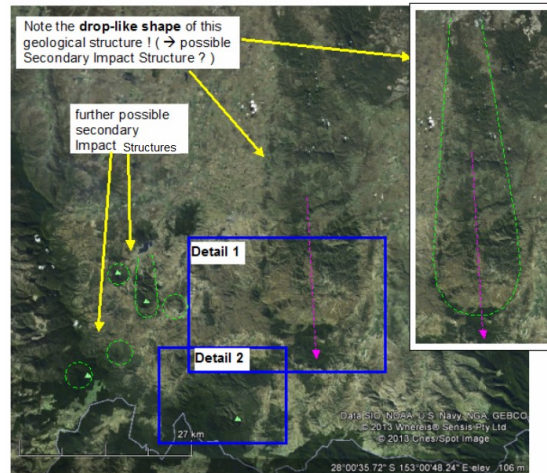 Note the drop-like shape of this
geological structure ! ( → possible
Secondary Impact Structure ? )
further possible
secondary
Impact Structures
Detail 1
Detail 2
27 km
Data SIO, NOAA, U.S. Navy, NGA, GEBCO
© 2013 Whereis® Sensis Pty Ltd
© 2013 Cnes/Spot Image
28°00'35.72" S 153°00'48.24" E elev 106 m